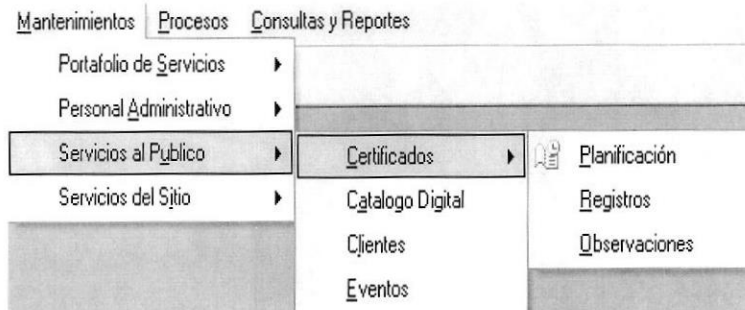 Mantenimientos Procesos Consultas y Reportes
Portafolio de Servicios
Personal Administrativo
Servicios al Publico
Servicios del Sitio
Certificados
Catalogo Digital
Clientes
Eventos
Planificación
Registros
Observaciones